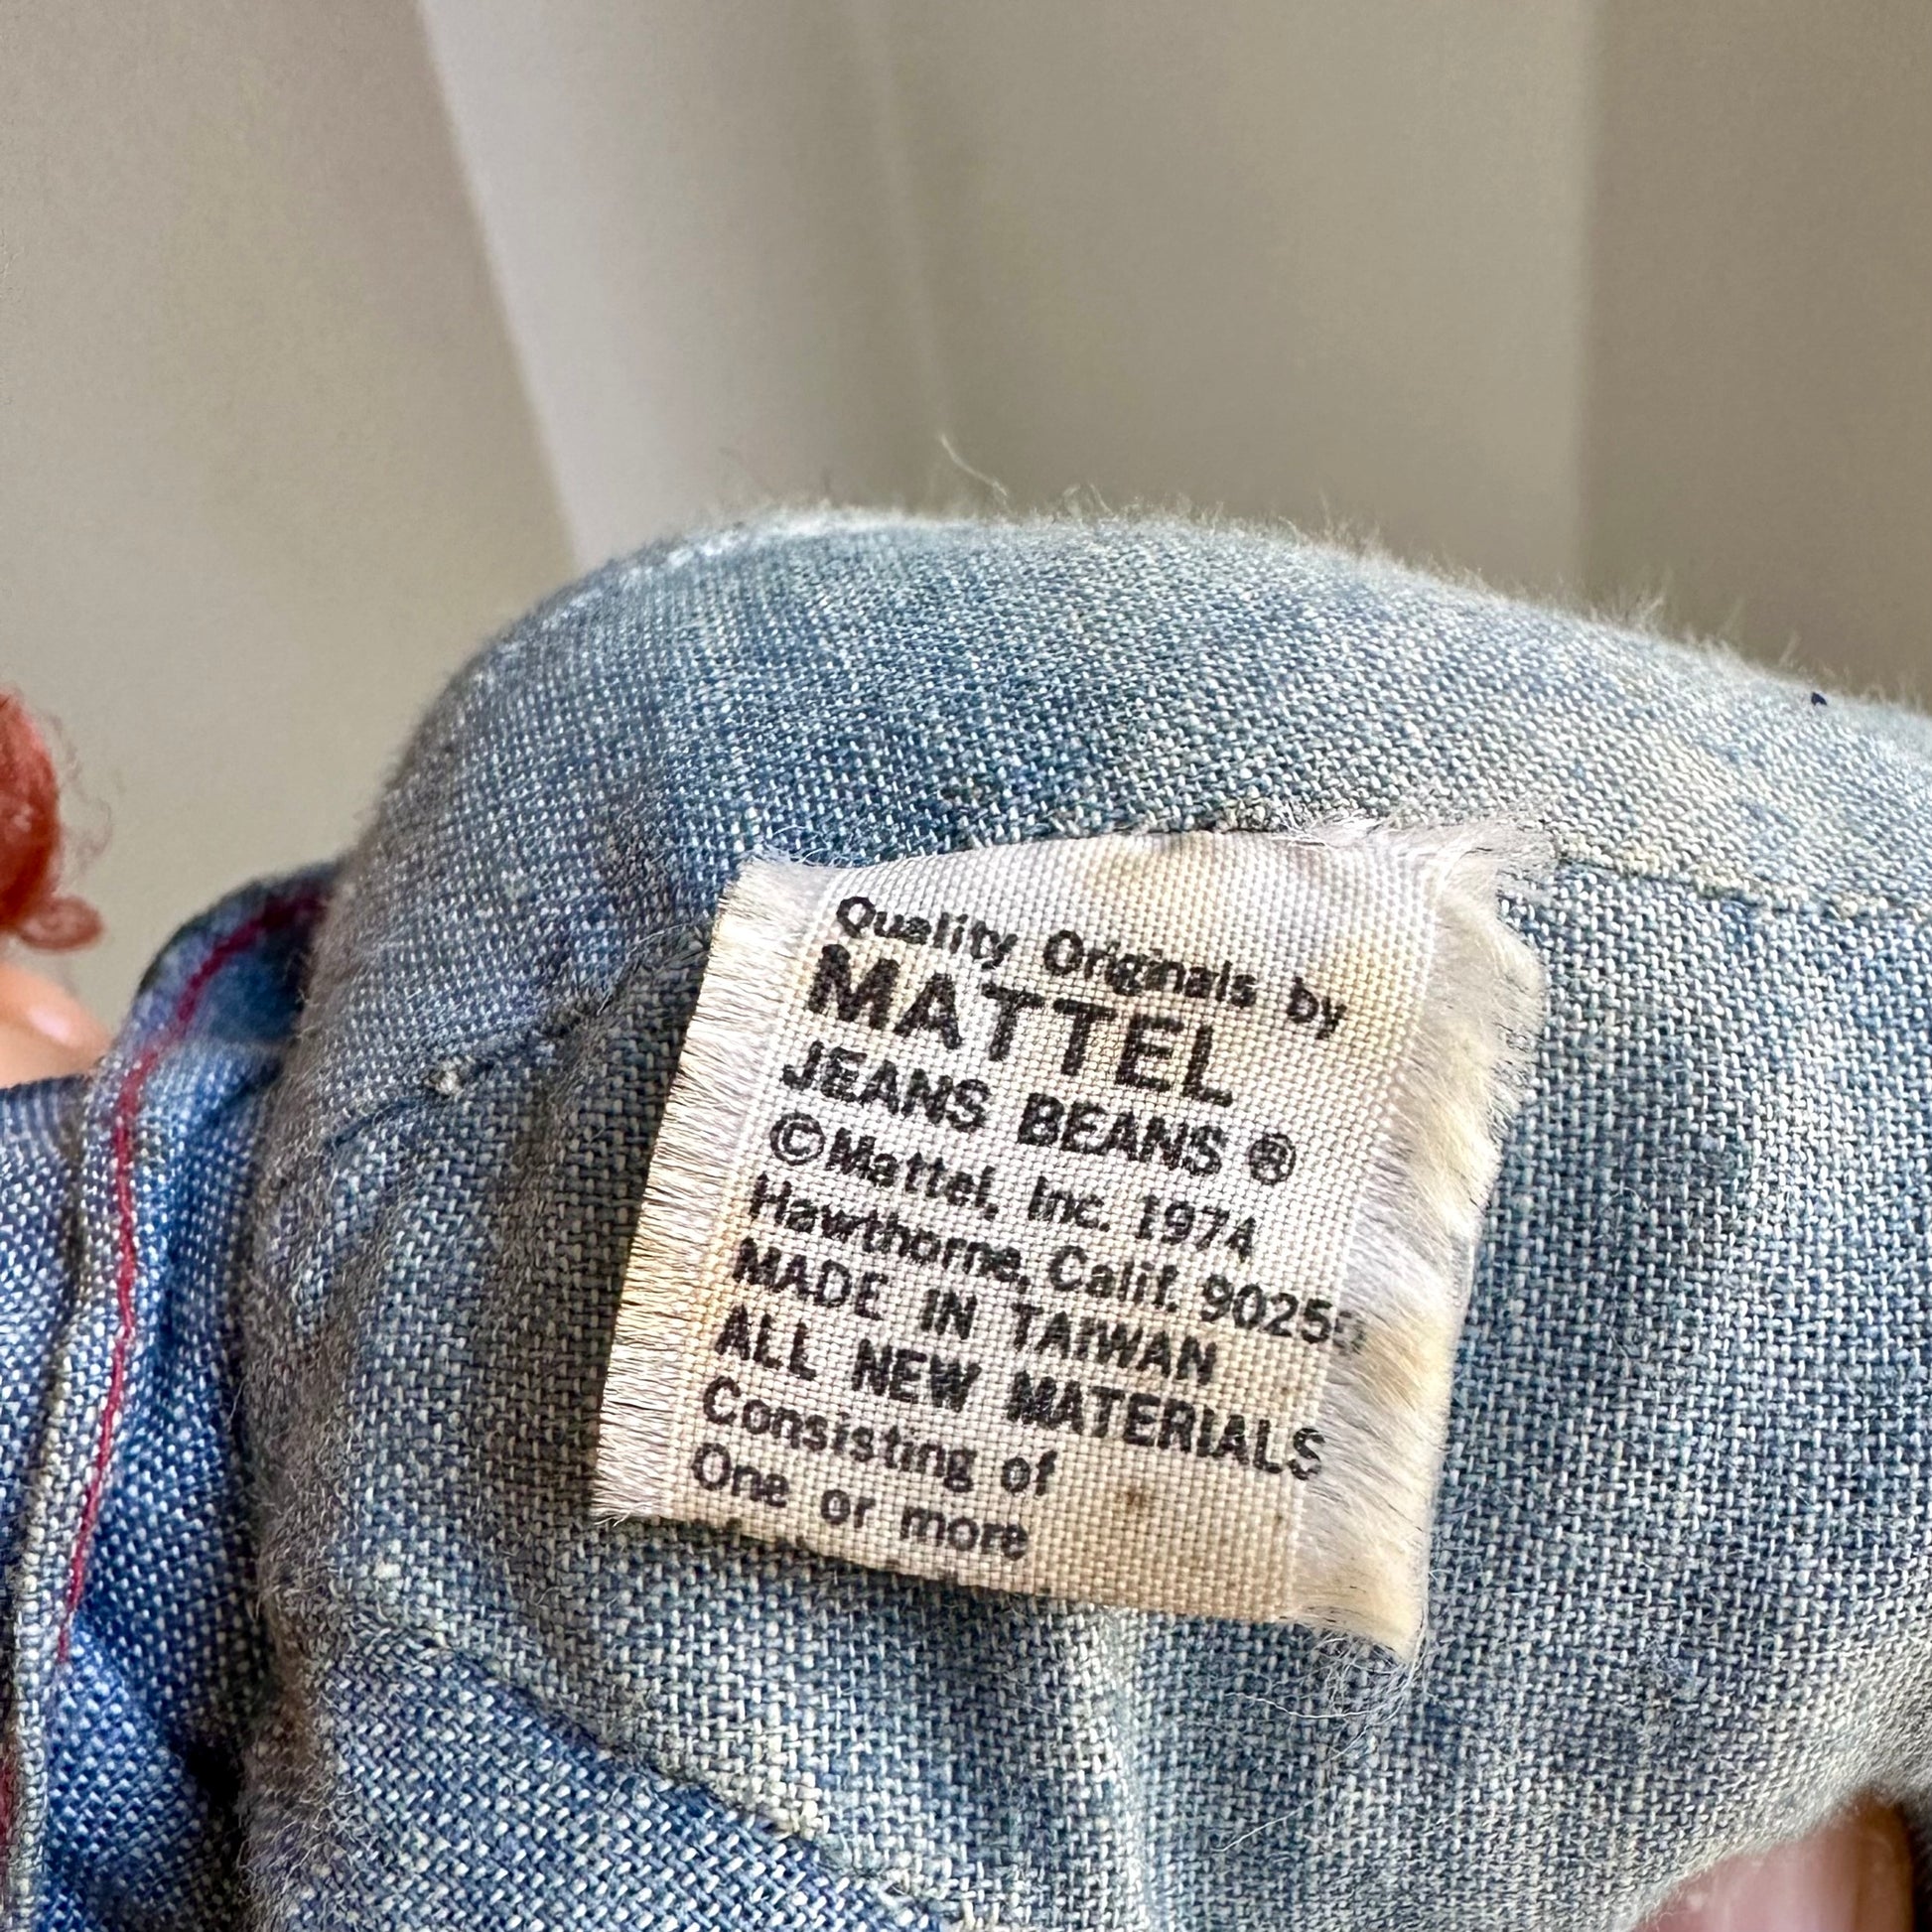 Quality Originals by
MATTEL
JEANS BEANS ®
©Mattel, Inc. 1974
Hawthorne, Calif. 90250
MADE IN TAIWAN
ALL NEW MATERIALS
Consisting of
One or more